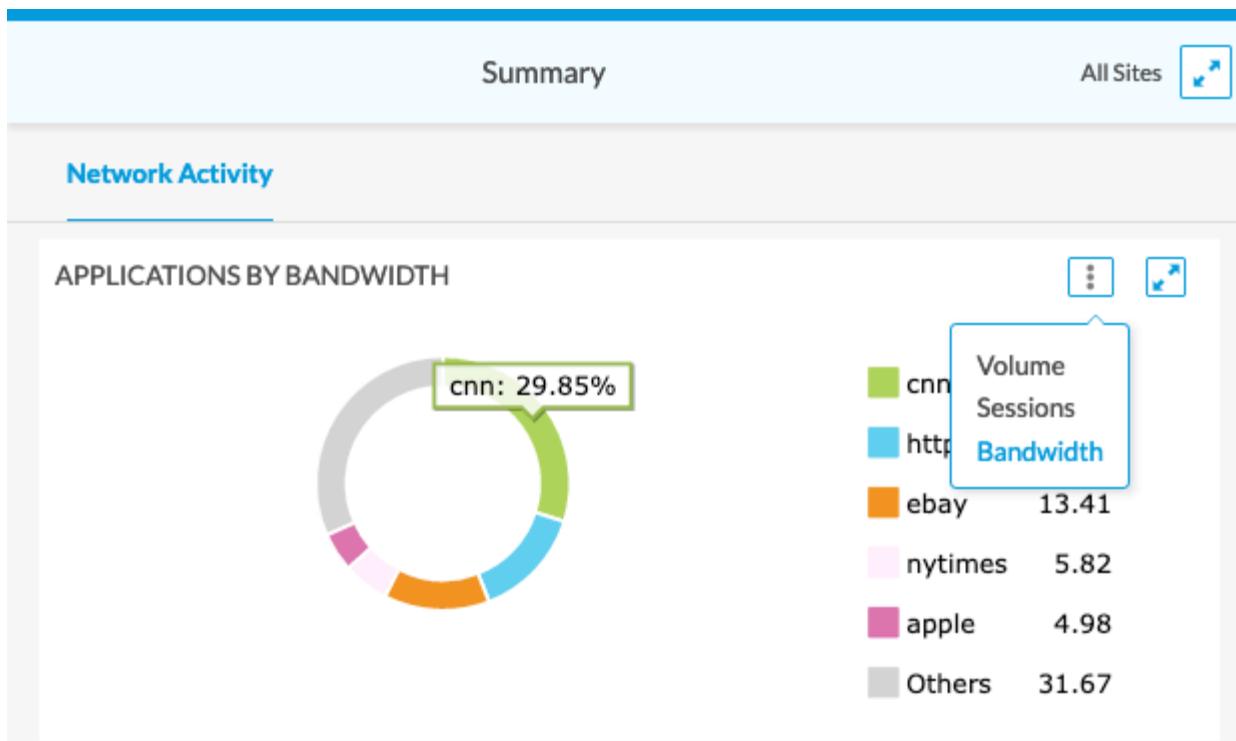 Summary
All Sites
Network Activity
APPLICATIONS BY BANDWIDTH
Volume
Sessions
Bandwidth
cnn: 29.85%
cnn
ebay 13.41
nytimes 5.82
apple 4.98
Others 31.67